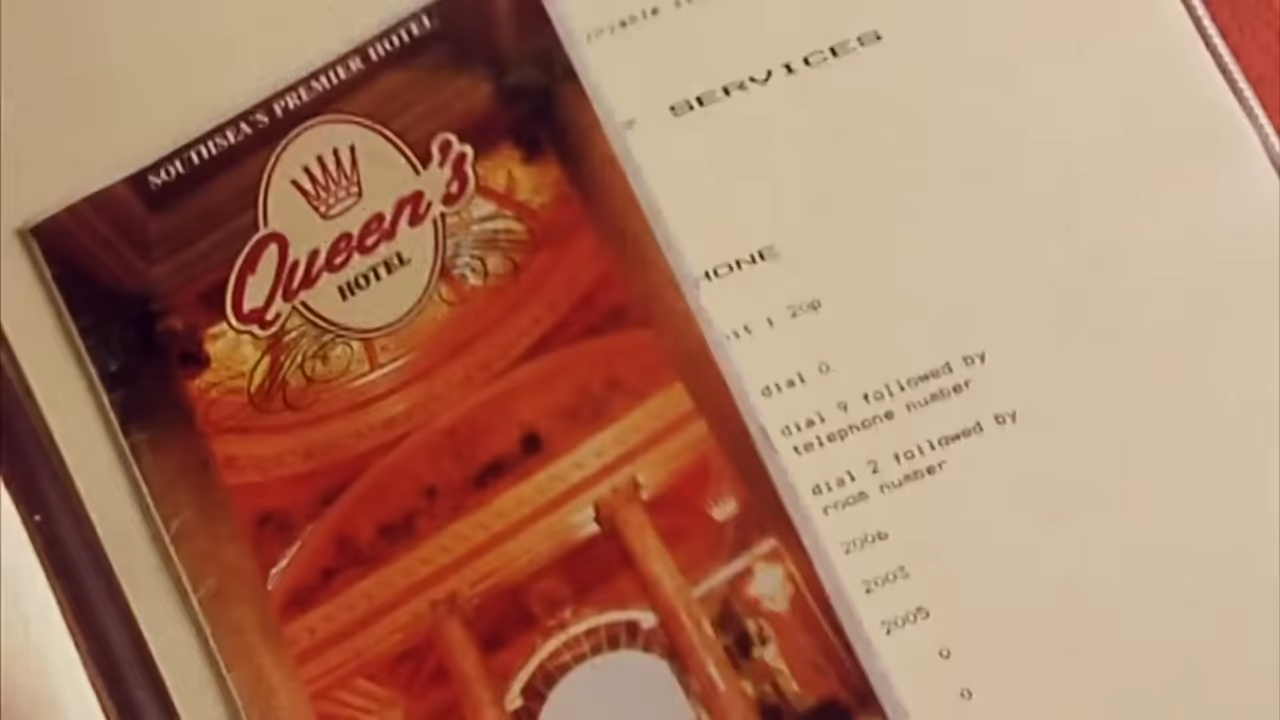 SOUTHSEA'S PREMIER HOTEL
Queen's
HOTEL
SERVICES
HONE
20p
dial 0
dial 9 followed by
telephone number
dial 2 followed by
room number
2006
2003
2005
0
0